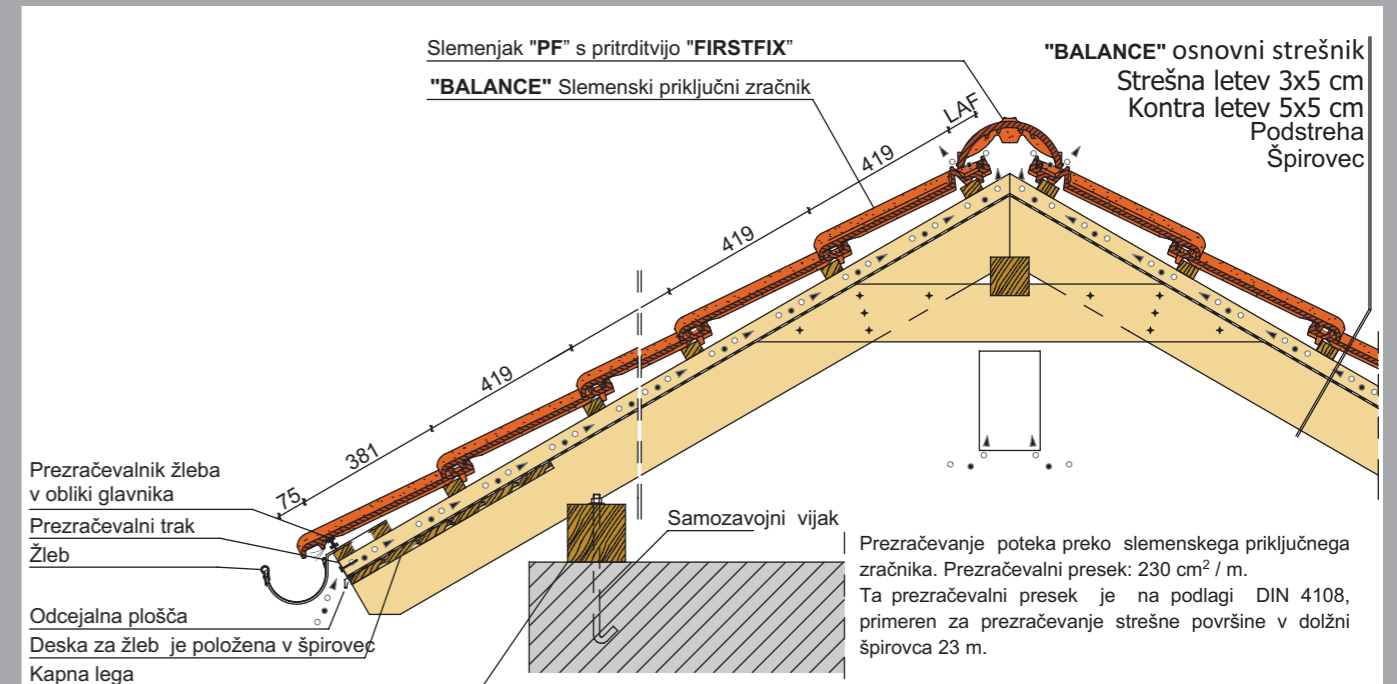 Slemenjak "PF” s pritrditvijo "FIRSTFIX”
"BALANCE" Slemenski priključni zračnik
"BALANCE" osnovni strešnik
Strešna letev 3x5 cm
Kontra letev 5x5 cm
Podstreha
Špirovec
LAF
419
419
419
381
75
Prezračevalnik žleba
v obliki glavnika
Prezračevalni trak
Žleb
Odcejalna plošča
Deska za žleb je položena v špirovec
Kapna lega
Samozavojni vijak
Prezračevanje poteka preko slemenskega priključnega
zračnika. Prezračevalni presek: 230 cm² / m.
Ta prezračevalni presek je na podlagi DIN 4108,
primeren za prezračevanje strešne površine v dolžni
špirovca 23 m.